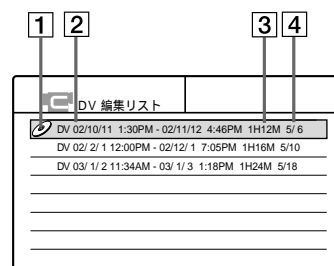 1 2 3 4
DV 編集リスト
DV 02/10/11 1:30PM - 02/11/12 4:46PM 1H12M 5/ 6
DV 02/ 2/ 1 12:00PM - 02/12/ 1 7:05PM 1H16M 5/10
DV 03/ 1/ 2 11:34AM - 03/ 1/ 3 1:18PM 1H24M 5/18